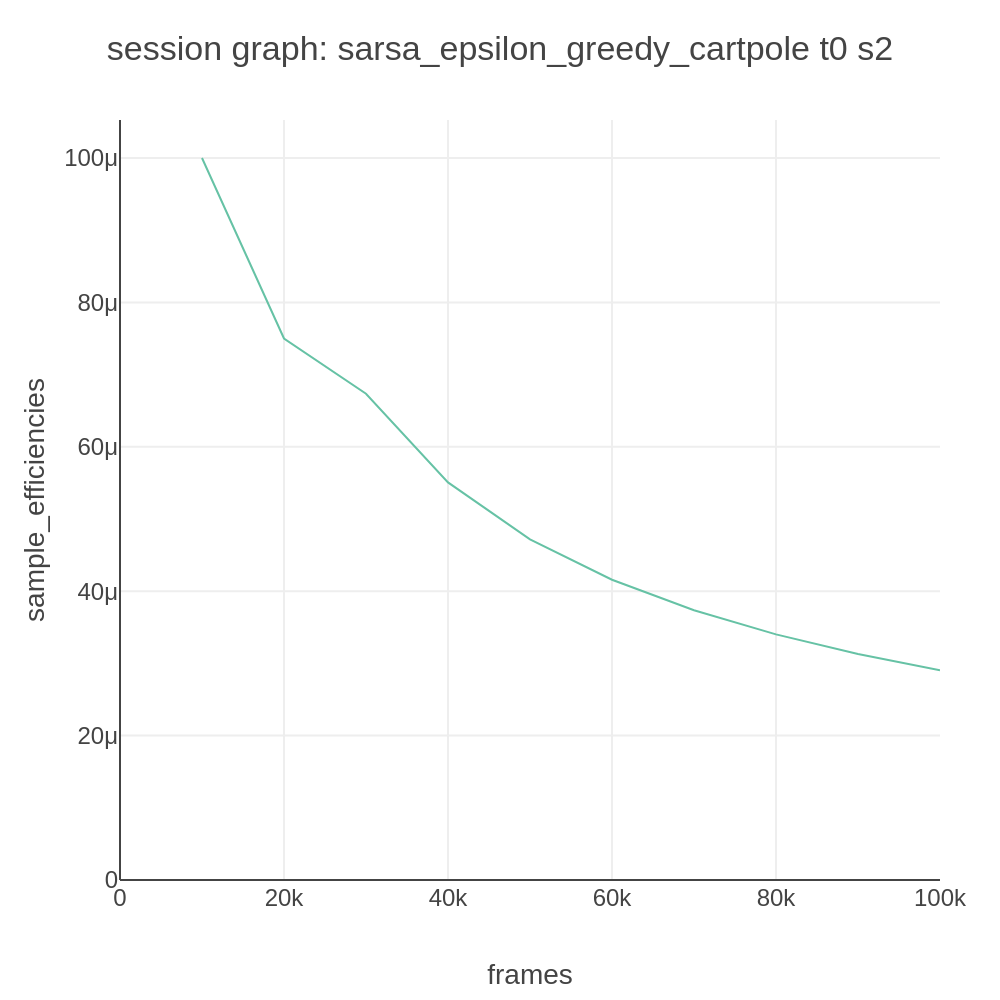 session graph: sarsa_epsilon_greedy_cartpole t0 s2
100μ
80μ
60μ
40μ
20μ
0
sample_efficiencies
0 20k 40k 60k 80k 100k
frames